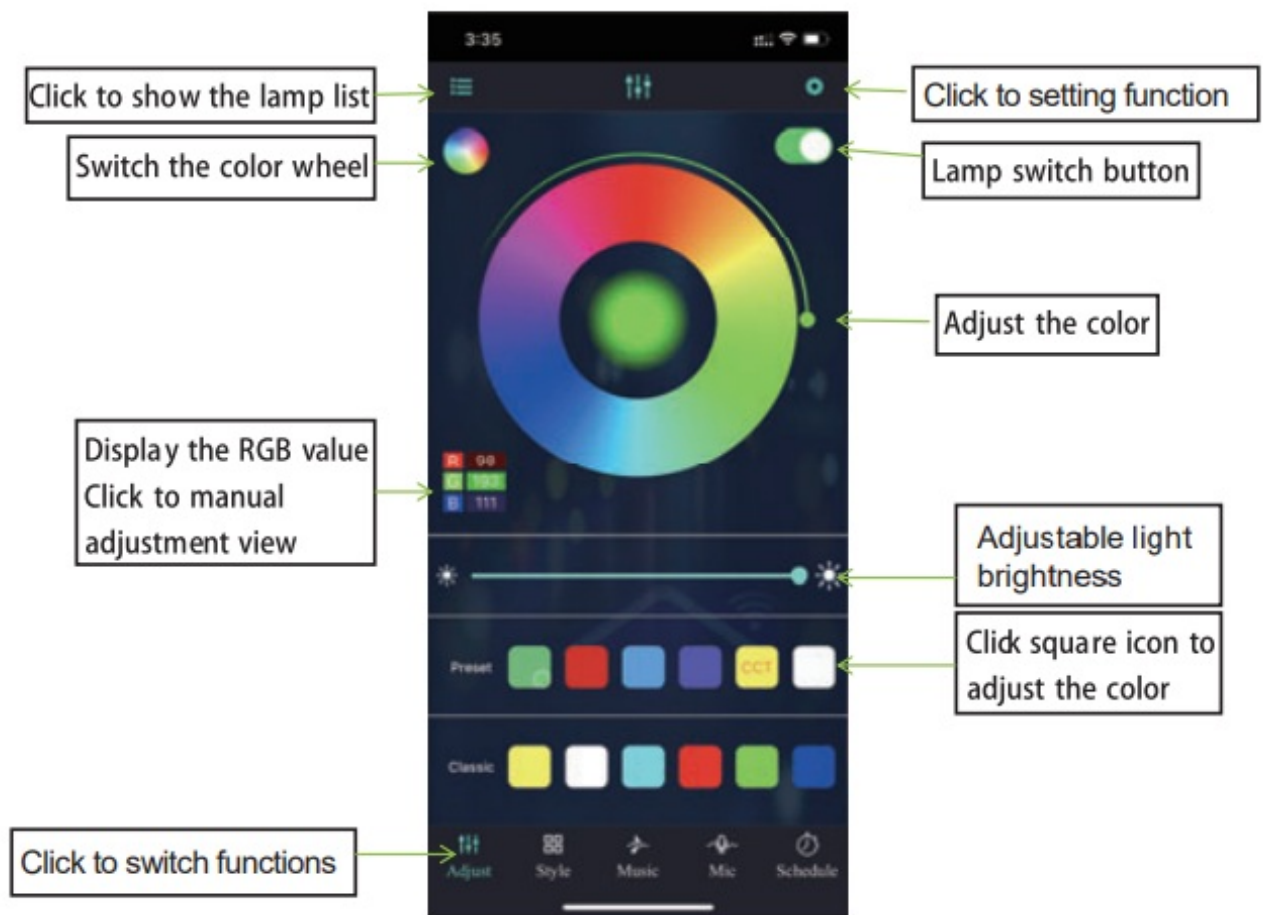 3:35
Click to show the lamp list
Click to setting function
Switch the color wheel
Lamp switch button
Adjust the color
Display the RGB value
Click to manual
adjustment view
R 98
G 193
B 111
Adjustable light
brightness
Click square icon to
adjust the color
Preset
CCT
Classic
Click to switch functions
Adjust Style Music Mic Schedule